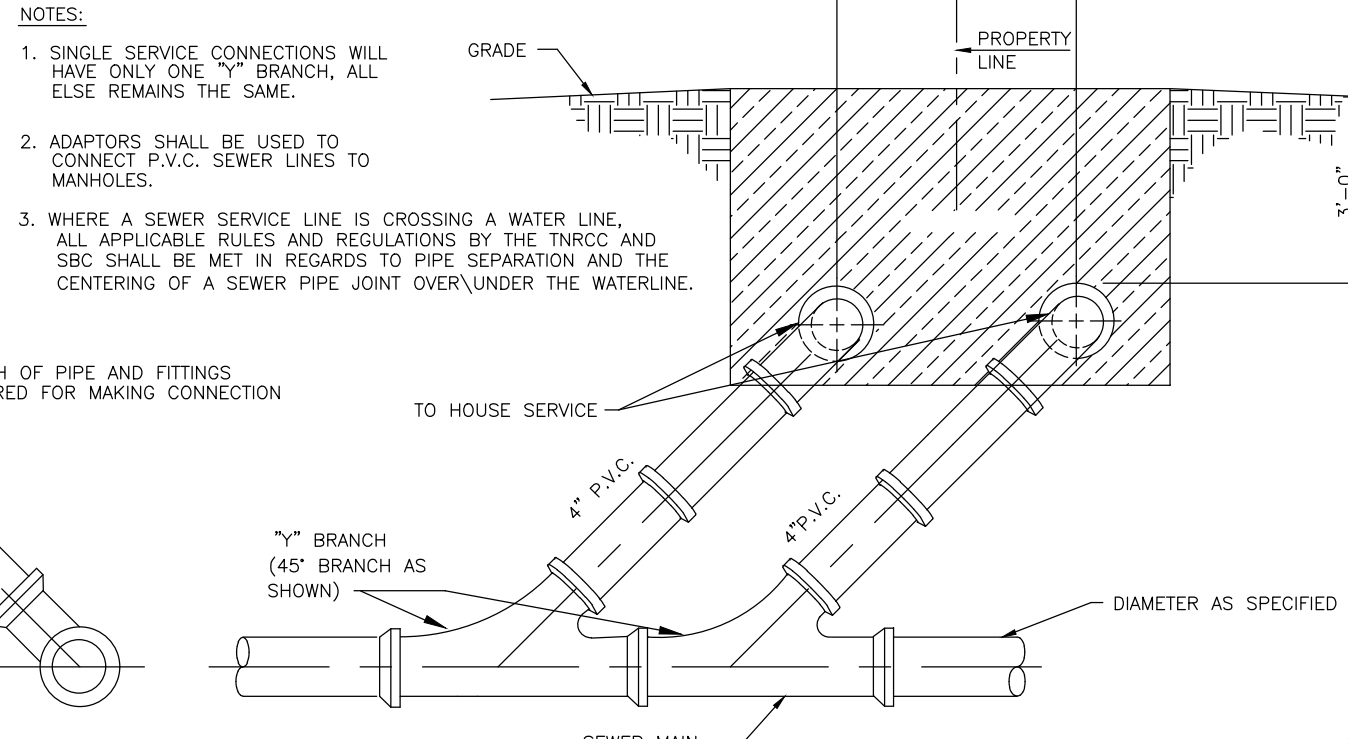 NOTES:
1. SINGLE SERVICE CONNECTIONS WILL
HAVE ONLY ONE "Y" BRANCH, ALL
ELSE REMAINS THE SAME.
2. ADAPTORS SHALL BE USED TO
CONNECT P.V.C. SEWER LINES TO
MANHOLES.
3. WHERE A SEWER SERVICE LINE IS CROSSING A WATER LINE,
ALL APPLICABLE RULES AND REGULATIONS BY THE TNRCC AND
SBC SHALL BE MET IN REGARDS TO PIPE SEPARATION AND THE
CENTERING OF A SEWER PIPE JOINT OVER\UNDER THE WATERLINE.
GRADE
PROPERTY
LINE
3'-0"
H OF PIPE AND FITTINGS
RED FOR MAKING CONNECTION
TO HOUSE SERVICE
4" P.V.C.
4"P.V.C.
"Y" BRANCH
(45° BRANCH AS
SHOWN)
DIAMETER AS SPECIFIED
SEWER MAIN